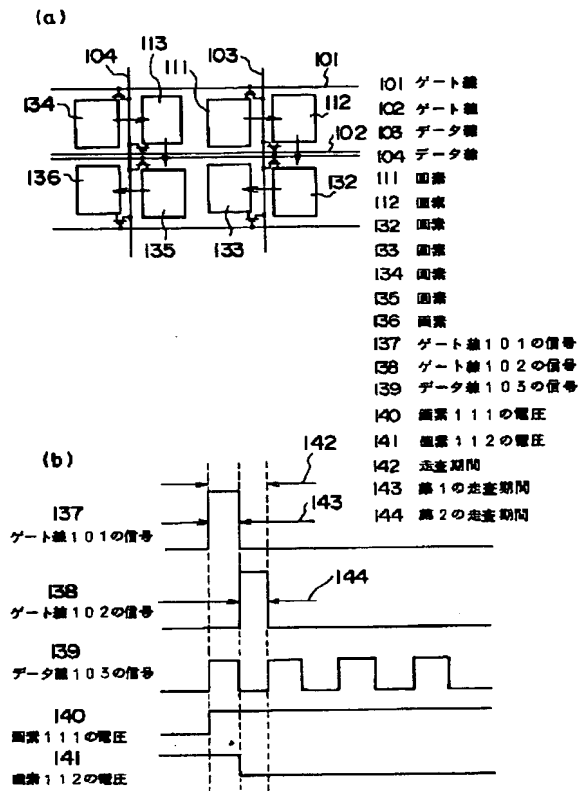 (a)
113
104
111
103
101
134
112
102
136
132
135
133
101 ゲート線
102 ゲート線
103 データ線
104 データ線
111 画素
112 画素
132 画素
133 画素
134 画素
135 画素
136 画素
137 ゲート線101の信号
138 ゲート線102の信号
139 データ線103の信号
140 画素111の電圧
141 画素112の電圧
142 走査期間
143 第1の走査期間
144 第2の走査期間
(b)
142
143
137
ゲート線101の信号
138
ゲート線102の信号
144
139
データ線103の信号
140
画素111の電圧
141
画素112の電圧